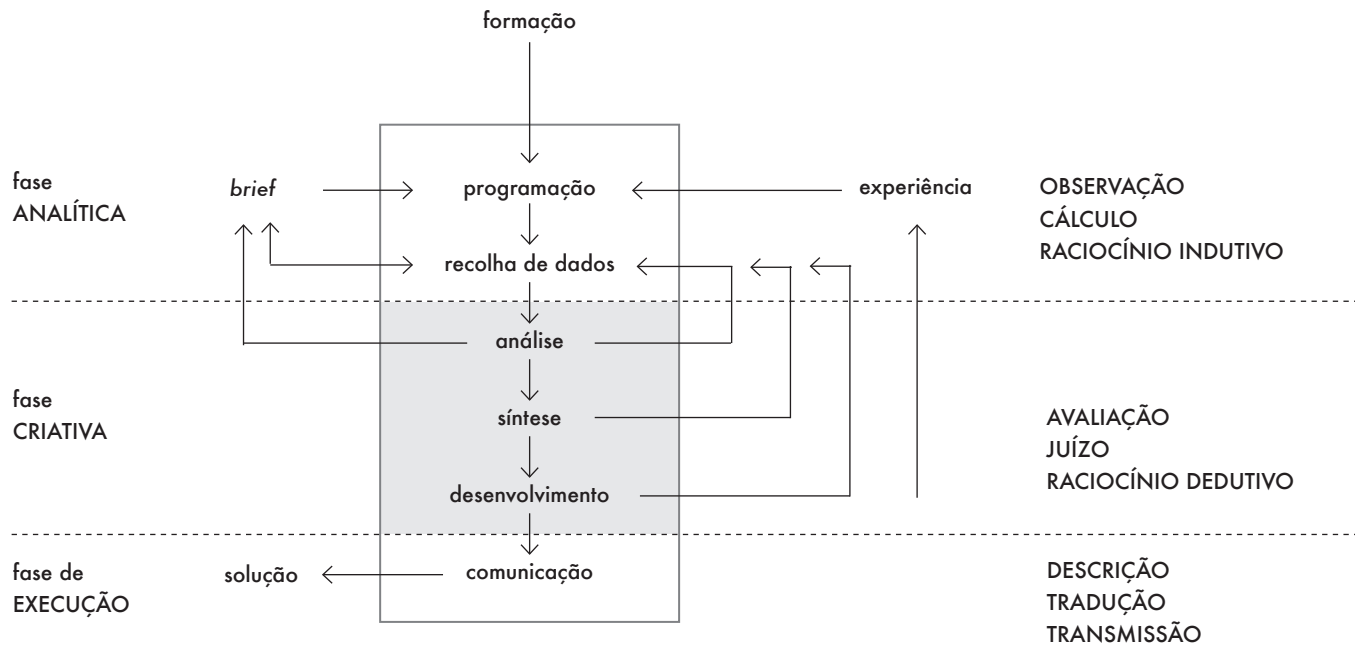 formação
fase
ANALÍTICA
brief
programação
experiência
OBSERVAÇÃO
CÁLCULO
RACIOCÍNIO INDUTIVO
recolha de dados
análise
fase
CRIATIVA
síntese
AVALIAÇÃO
JUÍZO
RACIOCÍNIO DEDUTIVO
desenvolvimento
fase de
EXECUÇÃO
solução
comunicação
DESCRIÇÃO
TRADUÇÃO
TRANSMISSÃO